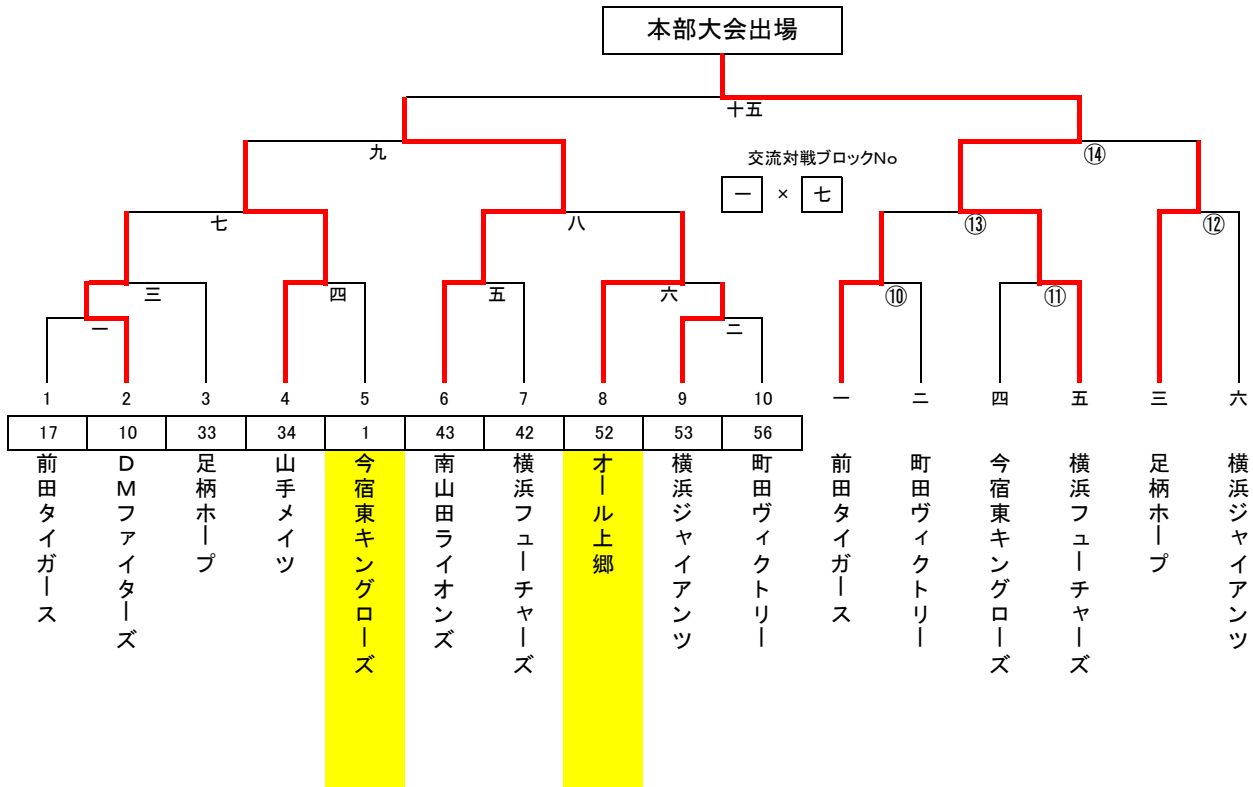 本部大会出場
十五
九
⑭
交流対戦ブロックNo
一 × 七
七
八
⑬
⑫
三
四
五
六
⑩
⑪
一
二
1 2 3 4 5 6 7 8 9 10 一 二 四 五 三 六
17 10 33 34 1 43 42 52 53 56
前田タイガース
DMファイターズ
足柄ホープ
山手メイツ
今宿東キングローズ
南山田ライオンズ
横浜フューチャーズ
オール上郷
横浜ジャイアンツ
町田ヴィクトリー
前田タイガース
町田ヴィクトリー
今宿東キングローズ
横浜フューチャーズ
足柄ホープ
横浜ジャイアンツ